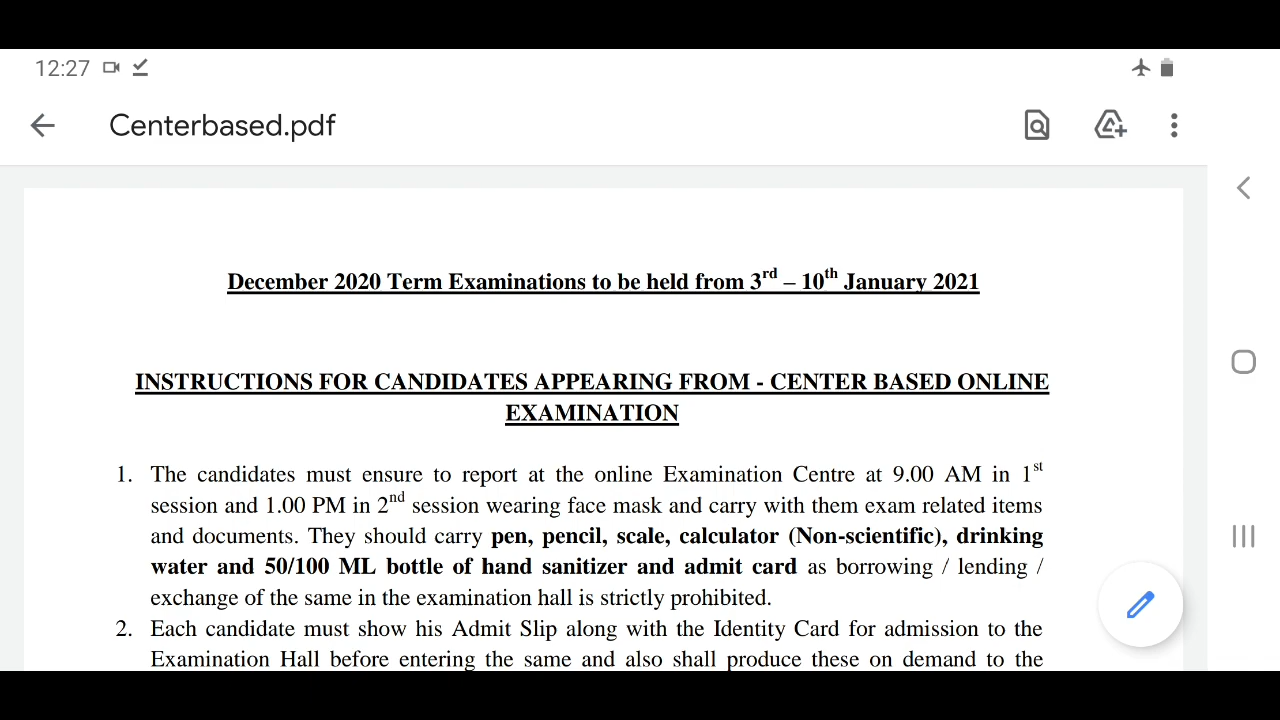 12:27
Centerbased.pdf
December 2020 Term Examinations to be held from 3rd – 10th January 2021
INSTRUCTIONS FOR CANDIDATES APPEARING FROM - CENTER BASED ONLINE
EXAMINATION
1. The candidates must ensure to report at the online Examination Centre at 9.00 AM in 1st
session and 1.00 PM in 2nd session wearing face mask and carry with them exam related items
and documents. They should carry pen, pencil, scale, calculator (Non-scientific), drinking
water and 50/100 ML bottle of hand sanitizer and admit card as borrowing / lending /
exchange of the same in the examination hall is strictly prohibited.
2. Each candidate must show his Admit Slip along with the Identity Card for admission to the
Examination Hall before entering the same and also shall produce these on demand to the